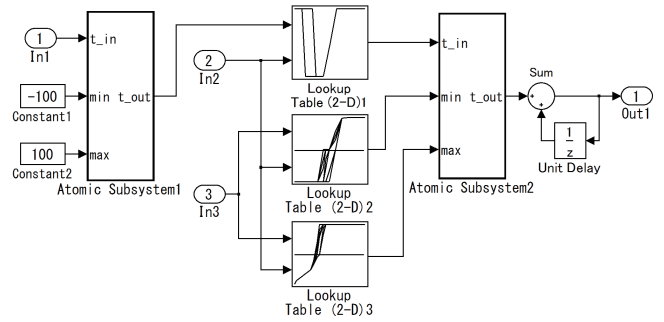 1
In1
-100
Constant1
100
Constant2
t_in
min t_out
max
Atomic Subsystem1
2
In2
3
In3
Lookup
Table (2-D)1
Lookup
Table (2-D)2
Lookup
Table (2-D)3
t_in
min t_out
max
Atomic Subsystem2
Sum
+
+
1
z
Unit Delay
1
Out1